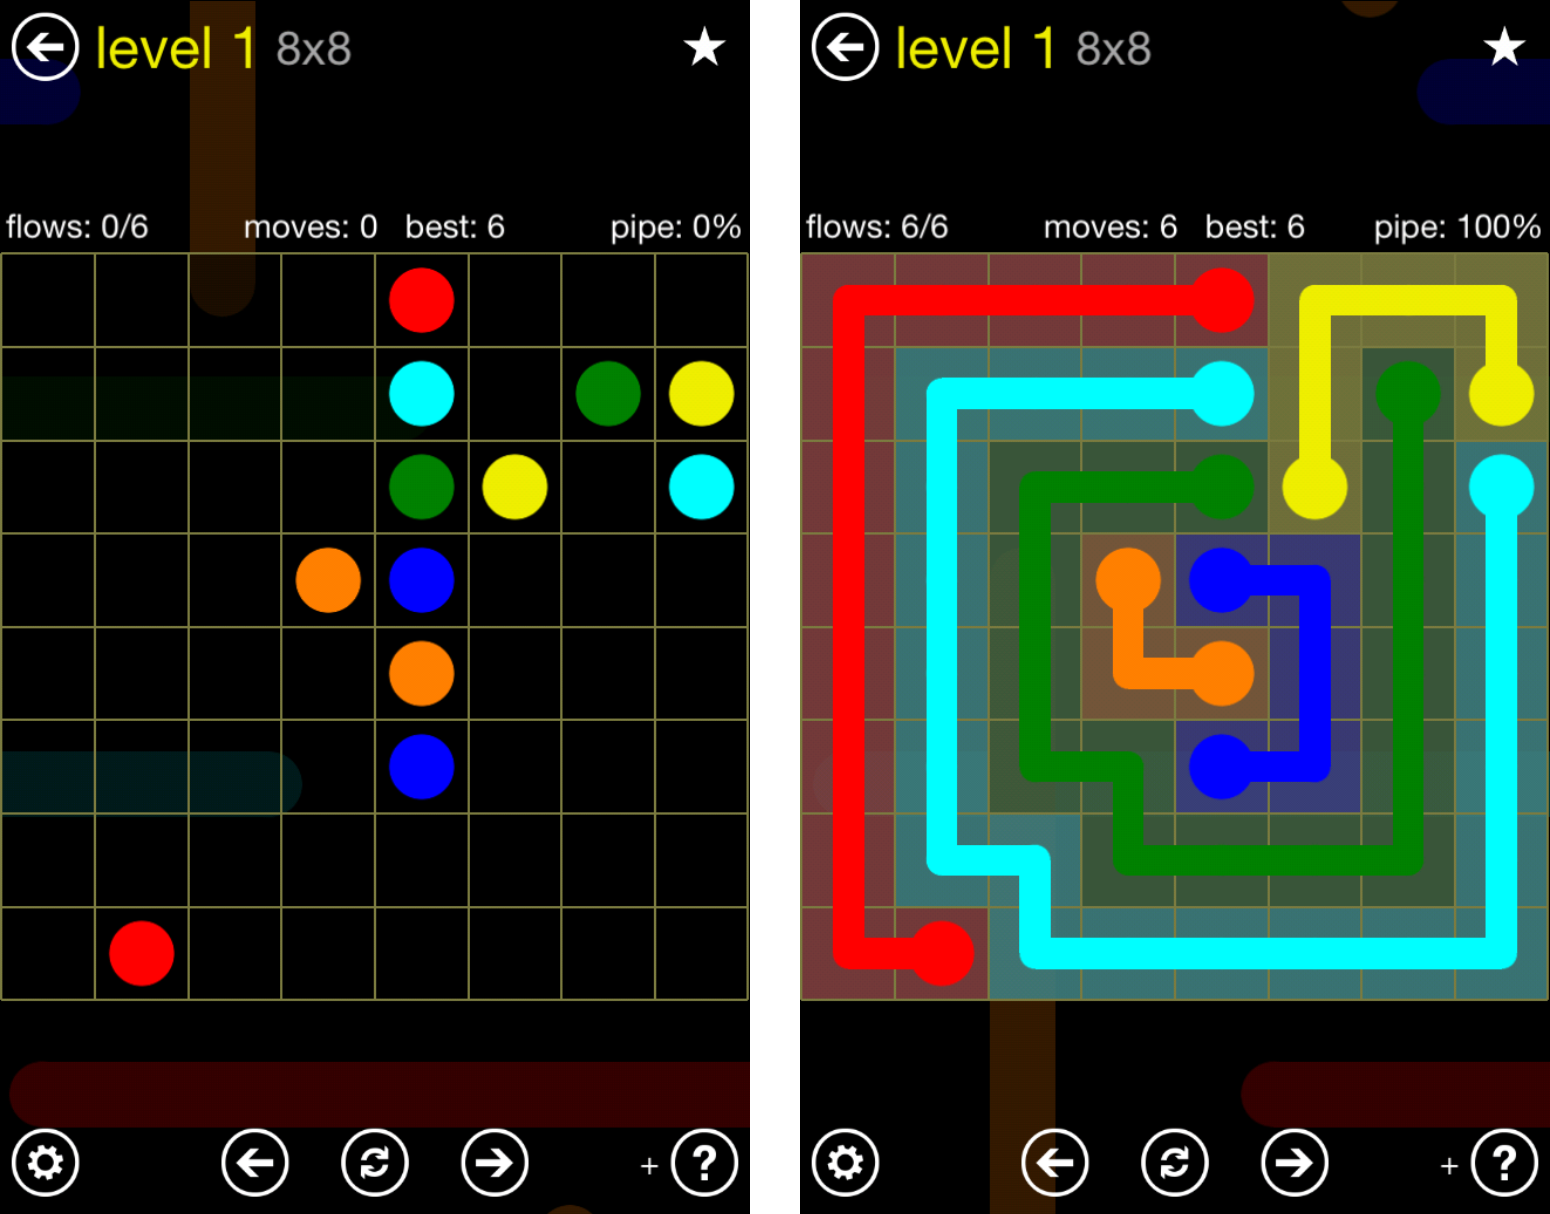 level 1 8x8
flows: 0/6 moves: 0 best: 6 pipe: 0%
+ ?
level 1 8x8
flows: 6/6 moves: 6 best: 6 pipe: 100%
+ ?